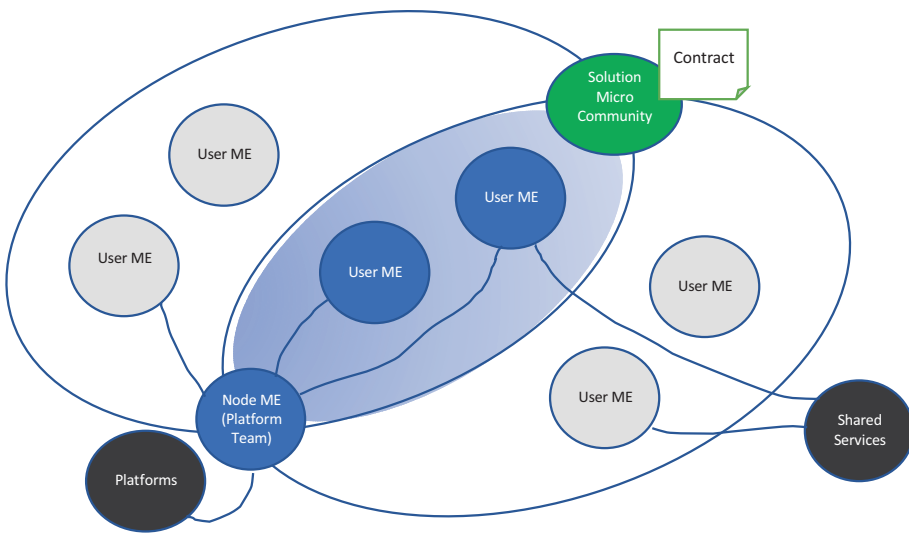 Contract
Solution
Micro
Community
User ME
User ME
User ME
User ME
User ME
User ME
Node ME
(Platform
Team)
Platforms
Shared
Services